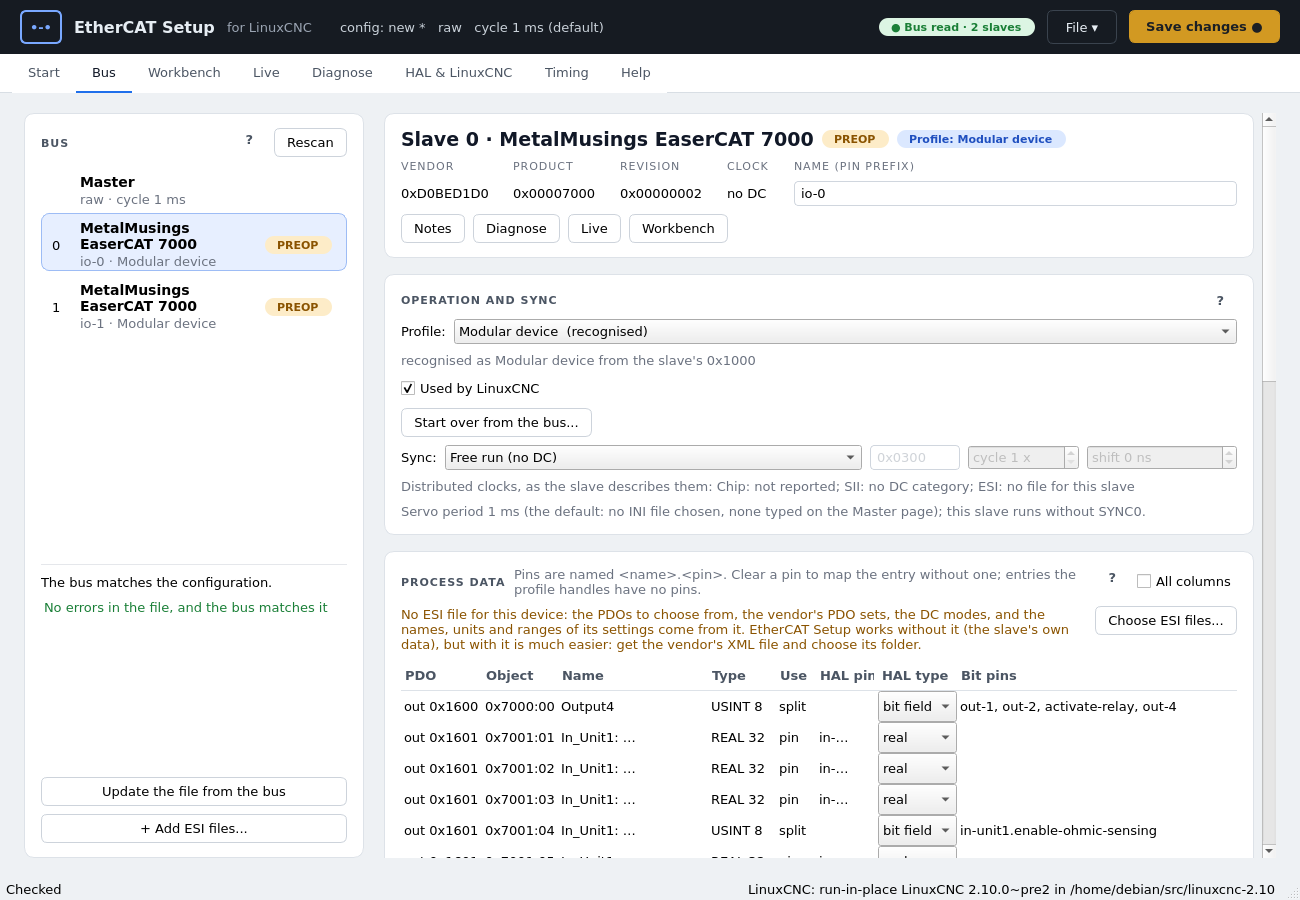 EtherCAT Setup for LinuxCNC config: new * raw cycle 1 ms (default) ● Bus read · 2 slaves File ▾ Save changes ●
Start Bus Workbench Live Diagnose HAL & LinuxCNC Timing Help
BUS ? Rescan
Master
raw · cycle 1 ms
0 MetalMusings EaserCAT 7000 PREOP
io-0 · Modular device
1 MetalMusings EaserCAT 7000 PREOP
io-1 · Modular device
The bus matches the configuration.
No errors in the file, and the bus matches it
Update the file from the bus
+ Add ESI files...
Slave 0 · MetalMusings EaserCAT 7000 PREOP Profile: Modular device
VENDOR PRODUCT REVISION CLOCK NAME (PIN PREFIX)
0xD0BED1D0 0x00007000 0x00000002 no DC io-0
Notes Diagnose Live Workbench
OPERATION AND SYNC ?
Profile: Modular device (recognised)
recognised as Modular device from the slave's 0x1000
Used by LinuxCNC
Start over from the bus...
Sync: Free run (no DC) 0x0300 cycle 1 x shift 0 ns
Distributed clocks, as the slave describes them: Chip: not reported; SII: no DC category; ESI: no file for this slave
Servo period 1 ms (the default: no INI file chosen, none typed on the Master page); this slave runs without SYNC0.
PROCESS DATA Pins are named <name>.<pin>. Clear a pin to map the entry without one; entries the profile handles have no pins. ? All columns
No ESI file for this device: the PDOs to choose from, the vendor's PDO sets, the DC modes, and the
names, units and ranges of its settings come from it. EtherCAT Setup works without it (the slave's own
data), but with it is much easier: get the vendor's XML file and choose its folder.
Choose ESI files...
PDO Object Name Type Use HAL pin HAL type Bit pins
out 0x1600 0x7000:00 Output4 USINT 8 split bit field out-1, out-2, activate-relay, out-4
out 0x1601 0x7001:01 In_Unit1: ... REAL 32 pin in-... real
out 0x1601 0x7001:02 In_Unit1: ... REAL 32 pin in-... real
out 0x1601 0x7001:03 In_Unit1: ... REAL 32 pin in-... real
out 0x1601 0x7001:04 In_Unit1: ... USINT 8 split bit field in-unit1.enable-ohmic-sensing
Checked LinuxCNC: run-in-place LinuxCNC 2.10.0~pre2 in /home/debian/src/linuxcnc-2.10